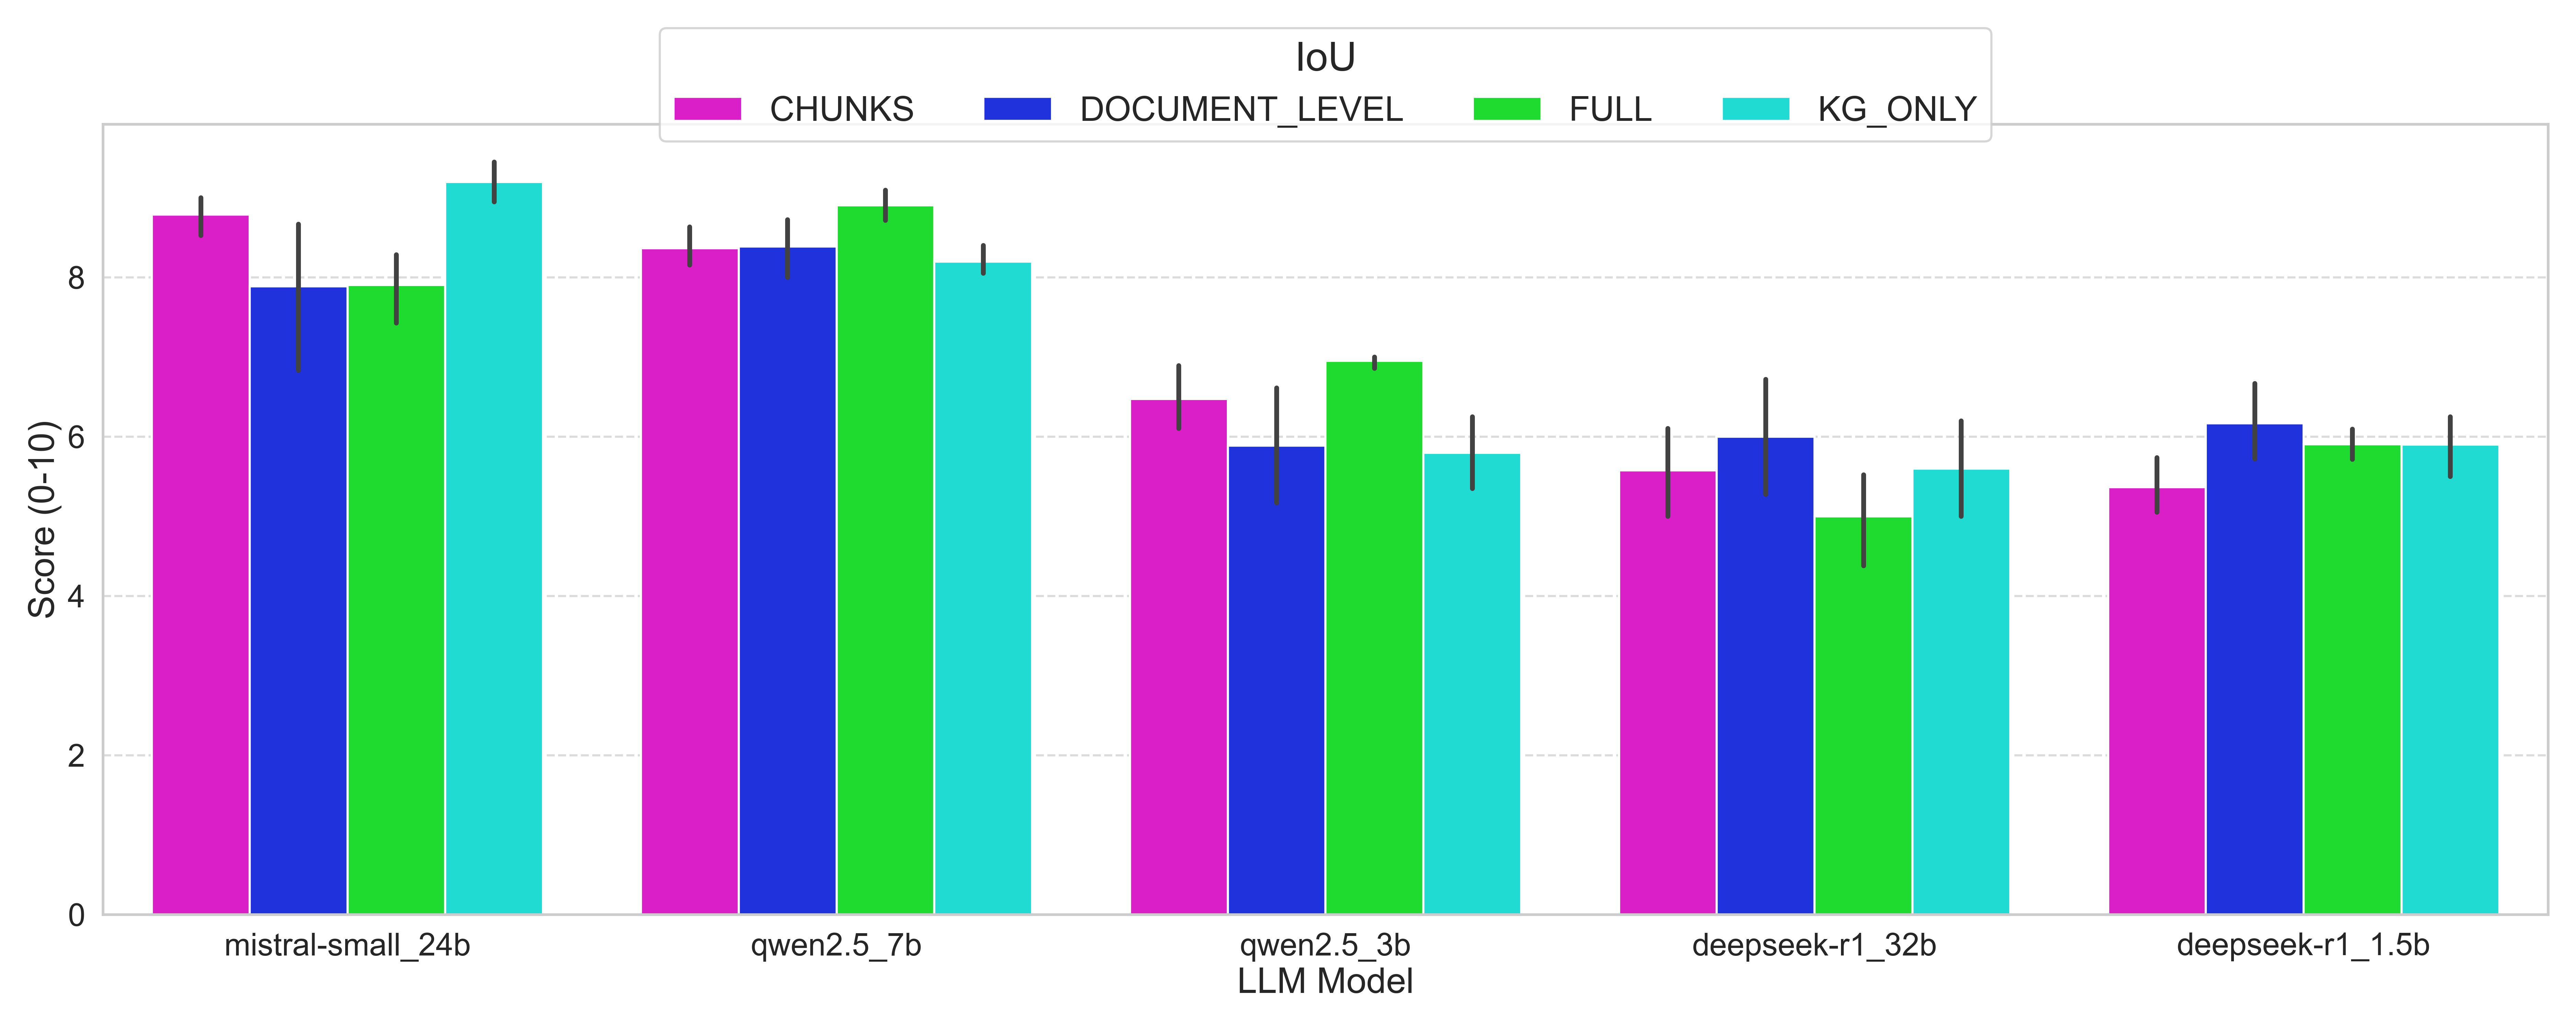 IoU
CHUNKS DOCUMENT_LEVEL FULL KG_ONLY
Score (0-10)
8
6
4
2
0
mistral-small_24b qwen2.5_7b qwen2.5_3b deepseek-r1_32b deepseek-r1_1.5b
LLM Model